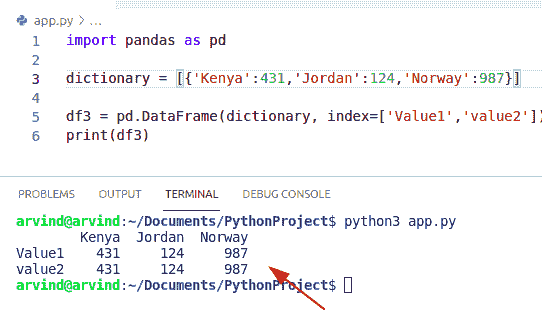 app.py > ...
1 import pandas as pd
2
3 dictionary = [{'Kenya':431,'Jordan':124,'Norway':987}]
4
5 df3 = pd.DataFrame(dictionary, index=['Value1','value2'])
6 print(df3)
PROBLEMS OUTPUT TERMINAL DEBUG CONSOLE
arvind@arvind:~/Documents/PythonProject$ python3 app.py
Kenya Jordan Norway
Value1 431 124 987
value2 431 124 987
arvind@arvind:~/Documents/PythonProject$